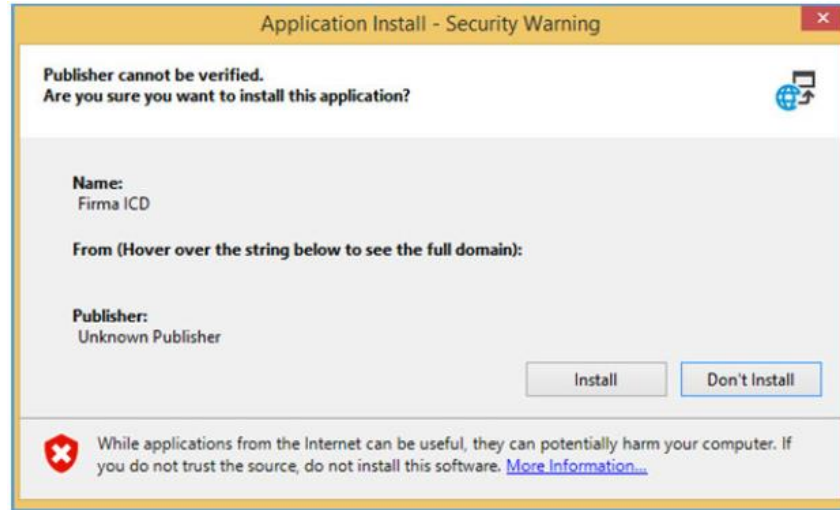 Application Install - Security Warning
Publisher cannot be verified.
Are you sure you want to install this application?
Name:
Firma ICD
From (Hover over the string below to see the full domain):
Publisher:
Unknown Publisher
Install
Don't Install
While applications from the Internet can be useful, they can potentially harm your computer. If
you do not trust the source, do not install this software. More Information...